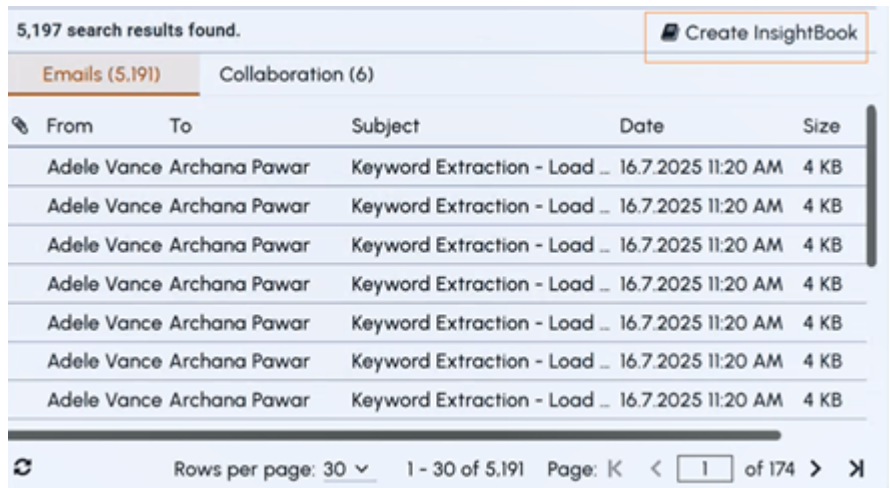 5,197 search results found. Create InsightBook
Emails (5,191) Collaboration (6)
From To Subject Date Size
Adele Vance Archana Pawar Keyword Extraction - Load ... 16.7.2025 11:20 AM 4 KB
Adele Vance Archana Pawar Keyword Extraction - Load ... 16.7.2025 11:20 AM 4 KB
Adele Vance Archana Pawar Keyword Extraction - Load ... 16.7.2025 11:20 AM 4 KB
Adele Vance Archana Pawar Keyword Extraction - Load ... 16.7.2025 11:20 AM 4 KB
Adele Vance Archana Pawar Keyword Extraction - Load ... 16.7.2025 11:20 AM 4 KB
Adele Vance Archana Pawar Keyword Extraction - Load ... 16.7.2025 11:20 AM 4 KB
Adele Vance Archana Pawar Keyword Extraction - Load ... 16.7.2025 11:20 AM 4 KB
Rows per page: 30 1 - 30 of 5,191 Page: 1 of 174